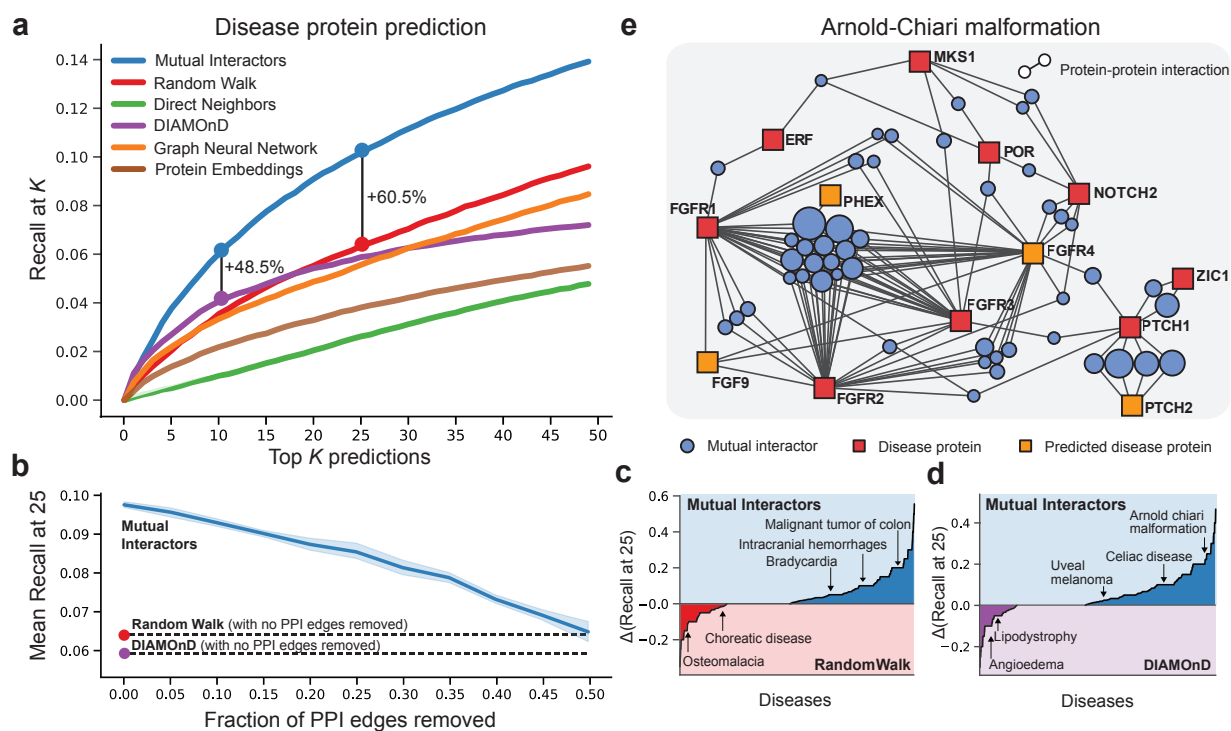 a
Disease protein prediction
Recall at K
0.14
0.12
0.10
0.08
0.06
0.04
0.02
0.00
Mutual Interactors
Random Walk
Direct Neighbors
DIAMOnD
Graph Neural Network
Protein Embeddings
+48.5%
+60.5%
0 5 10 15 20 25 30 35 40 45 50
Top K predictions
b
Mean Recall at 25
0.10
0.09
0.08
0.07
0.06
Mutual
Interactors
Random Walk (with no PPI edges removed)
DIAMOnD (with no PPI edges removed)
0.00 0.05 0.10 0.15 0.20 0.25 0.30 0.35 0.40 0.45 0.50
Fraction of PPI edges removed
e
Arnold-Chiari malformation
MKS1
Protein-protein interaction
ERF
POR
NOTCH2
PHEX
FGFR1
FGFR4
ZIC1
FGFR3
PTCH1
FGF9
FGFR2
PTCH2
Mutual interactor
Disease protein
Predicted disease protein
c
Δ(Recall at 25)
0.6
0.4
0.2
−0.0
−0.2
Mutual Interactors
Malignant tumor of colon
Intracranial hemorrhages
Bradycardia
Choreatic disease
Osteomalacia
RandomWalk
Diseases
d
Δ(Recall at 25)
0.4
0.2
0.0
−0.2
Mutual Interactors
Arnold chiari
malformation
Celiac disease
Uveal
melanoma
Lipodystrophy
Angioedema
DIAMOnD
Diseases